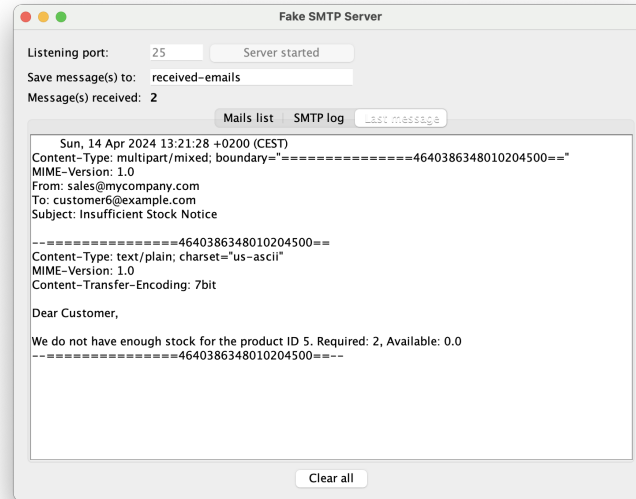 Fake SMTP Server
Listening port: 25 Server started
Save message(s) to: received-emails
Message(s) received: 2
Mails list SMTP log Last message
Sun, 14 Apr 2024 13:21:28 +0200 (CEST)
Content-Type: multipart/mixed; boundary="===============4640386348010204500=="
MIME-Version: 1.0
From: sales@mycompany.com
To: customer6@example.com
Subject: Insufficient Stock Notice
--===============4640386348010204500==
Content-Type: text/plain; charset="us-ascii"
MIME-Version: 1.0
Content-Transfer-Encoding: 7bit
Dear Customer,
We do not have enough stock for the product ID 5. Required: 2, Available: 0.0
--===============4640386348010204500==--
Clear all